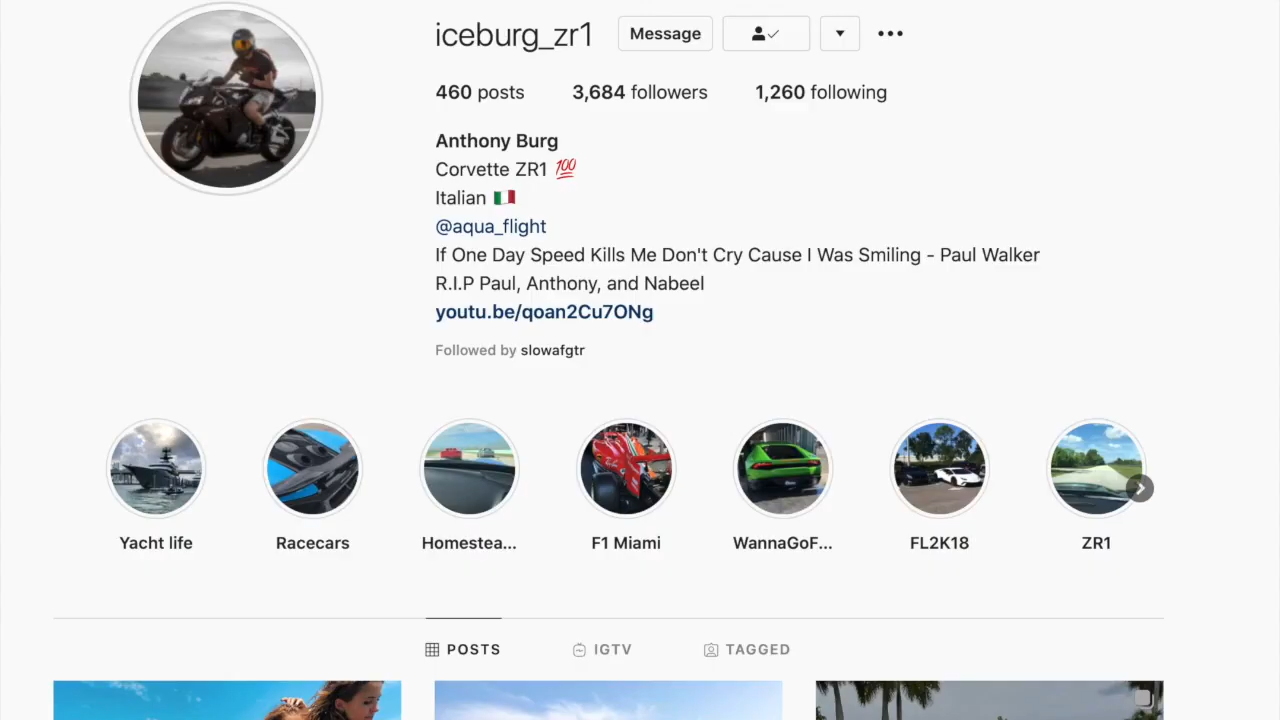 iceburg_zr1 Message
460 posts 3,684 followers 1,260 following
Anthony Burg
Corvette ZR1 💯
Italian 🇮🇹
@aqua_flight
If One Day Speed Kills Me Don't Cry Cause I Was Smiling - Paul Walker
R.I.P Paul, Anthony, and Nabeel
youtu.be/qoan2Cu7ONg
Followed by slowafgtr
Yacht life Racecars Homestea... F1 Miami WannaGoF... FL2K18 ZR1
POSTS IGTV TAGGED